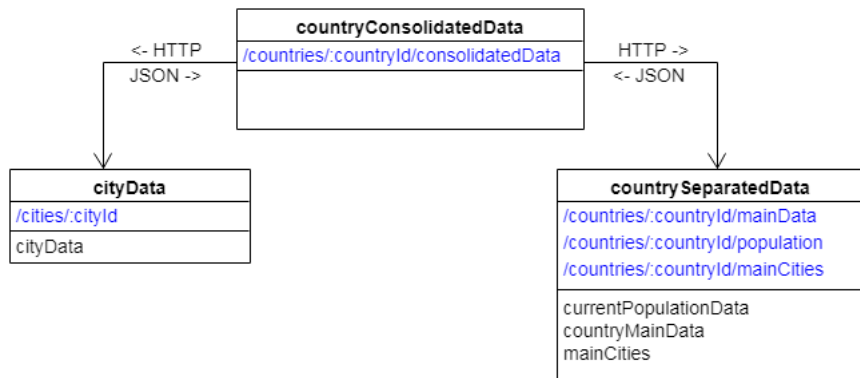 countryConsolidatedData
/countries/:countryId/consolidatedData
<- HTTP
JSON ->
HTTP ->
<- JSON
cityData
/cities/:cityId
cityData
countrySeparatedData
/countries/:countryId/mainData
/countries/:countryId/population
/countries/:countryId/mainCities
currentPopulationData
countryMainData
mainCities